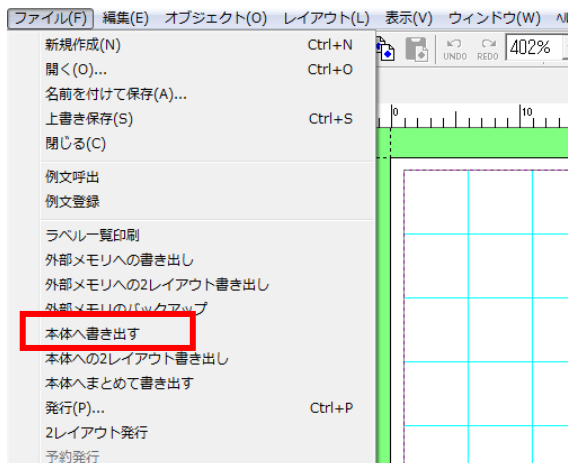 ファイル(F) 編集(E) オブジェクト(O) レイアウト(L) 表示(V) ウィンドウ(W)
新規作成(N) Ctrl+N
UNDO REDO 402%
開く(O)... Ctrl+O
名前を付けて保存(A)...
上書き保存(S) Ctrl+S
0 10
閉じる(C)
例文呼出
例文登録
ラベル一覧印刷
外部メモリへの書き出し
外部メモリへの2レイアウト書き出し
外部メモリのバックアップ
本体へ書き出す
本体への2レイアウト書き出し
本体へまとめて書き出す
発行(P)... Ctrl+P
2レイアウト発行
予約発行